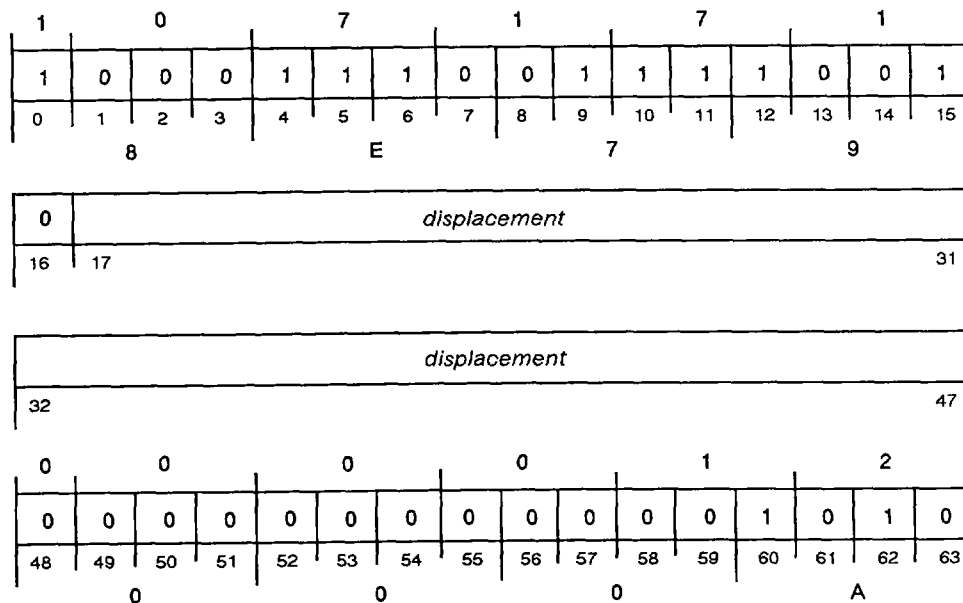 1 0 7 1 7 1
1 0 0 0 1 1 1 0 0 1 1 1 1 0 0 1
0 1 2 3 4 5 6 7 8 9 10 11 12 13 14 15
8 E 7 9
0 displacement
16 17 31
displacement
32 47
0 0 0 0 1 2
0 0 0 0 0 0 0 0 0 0 0 0 1 0 1 0
48 49 50 51 52 53 54 55 56 57 58 59 60 61 62 63
0 0 0 A